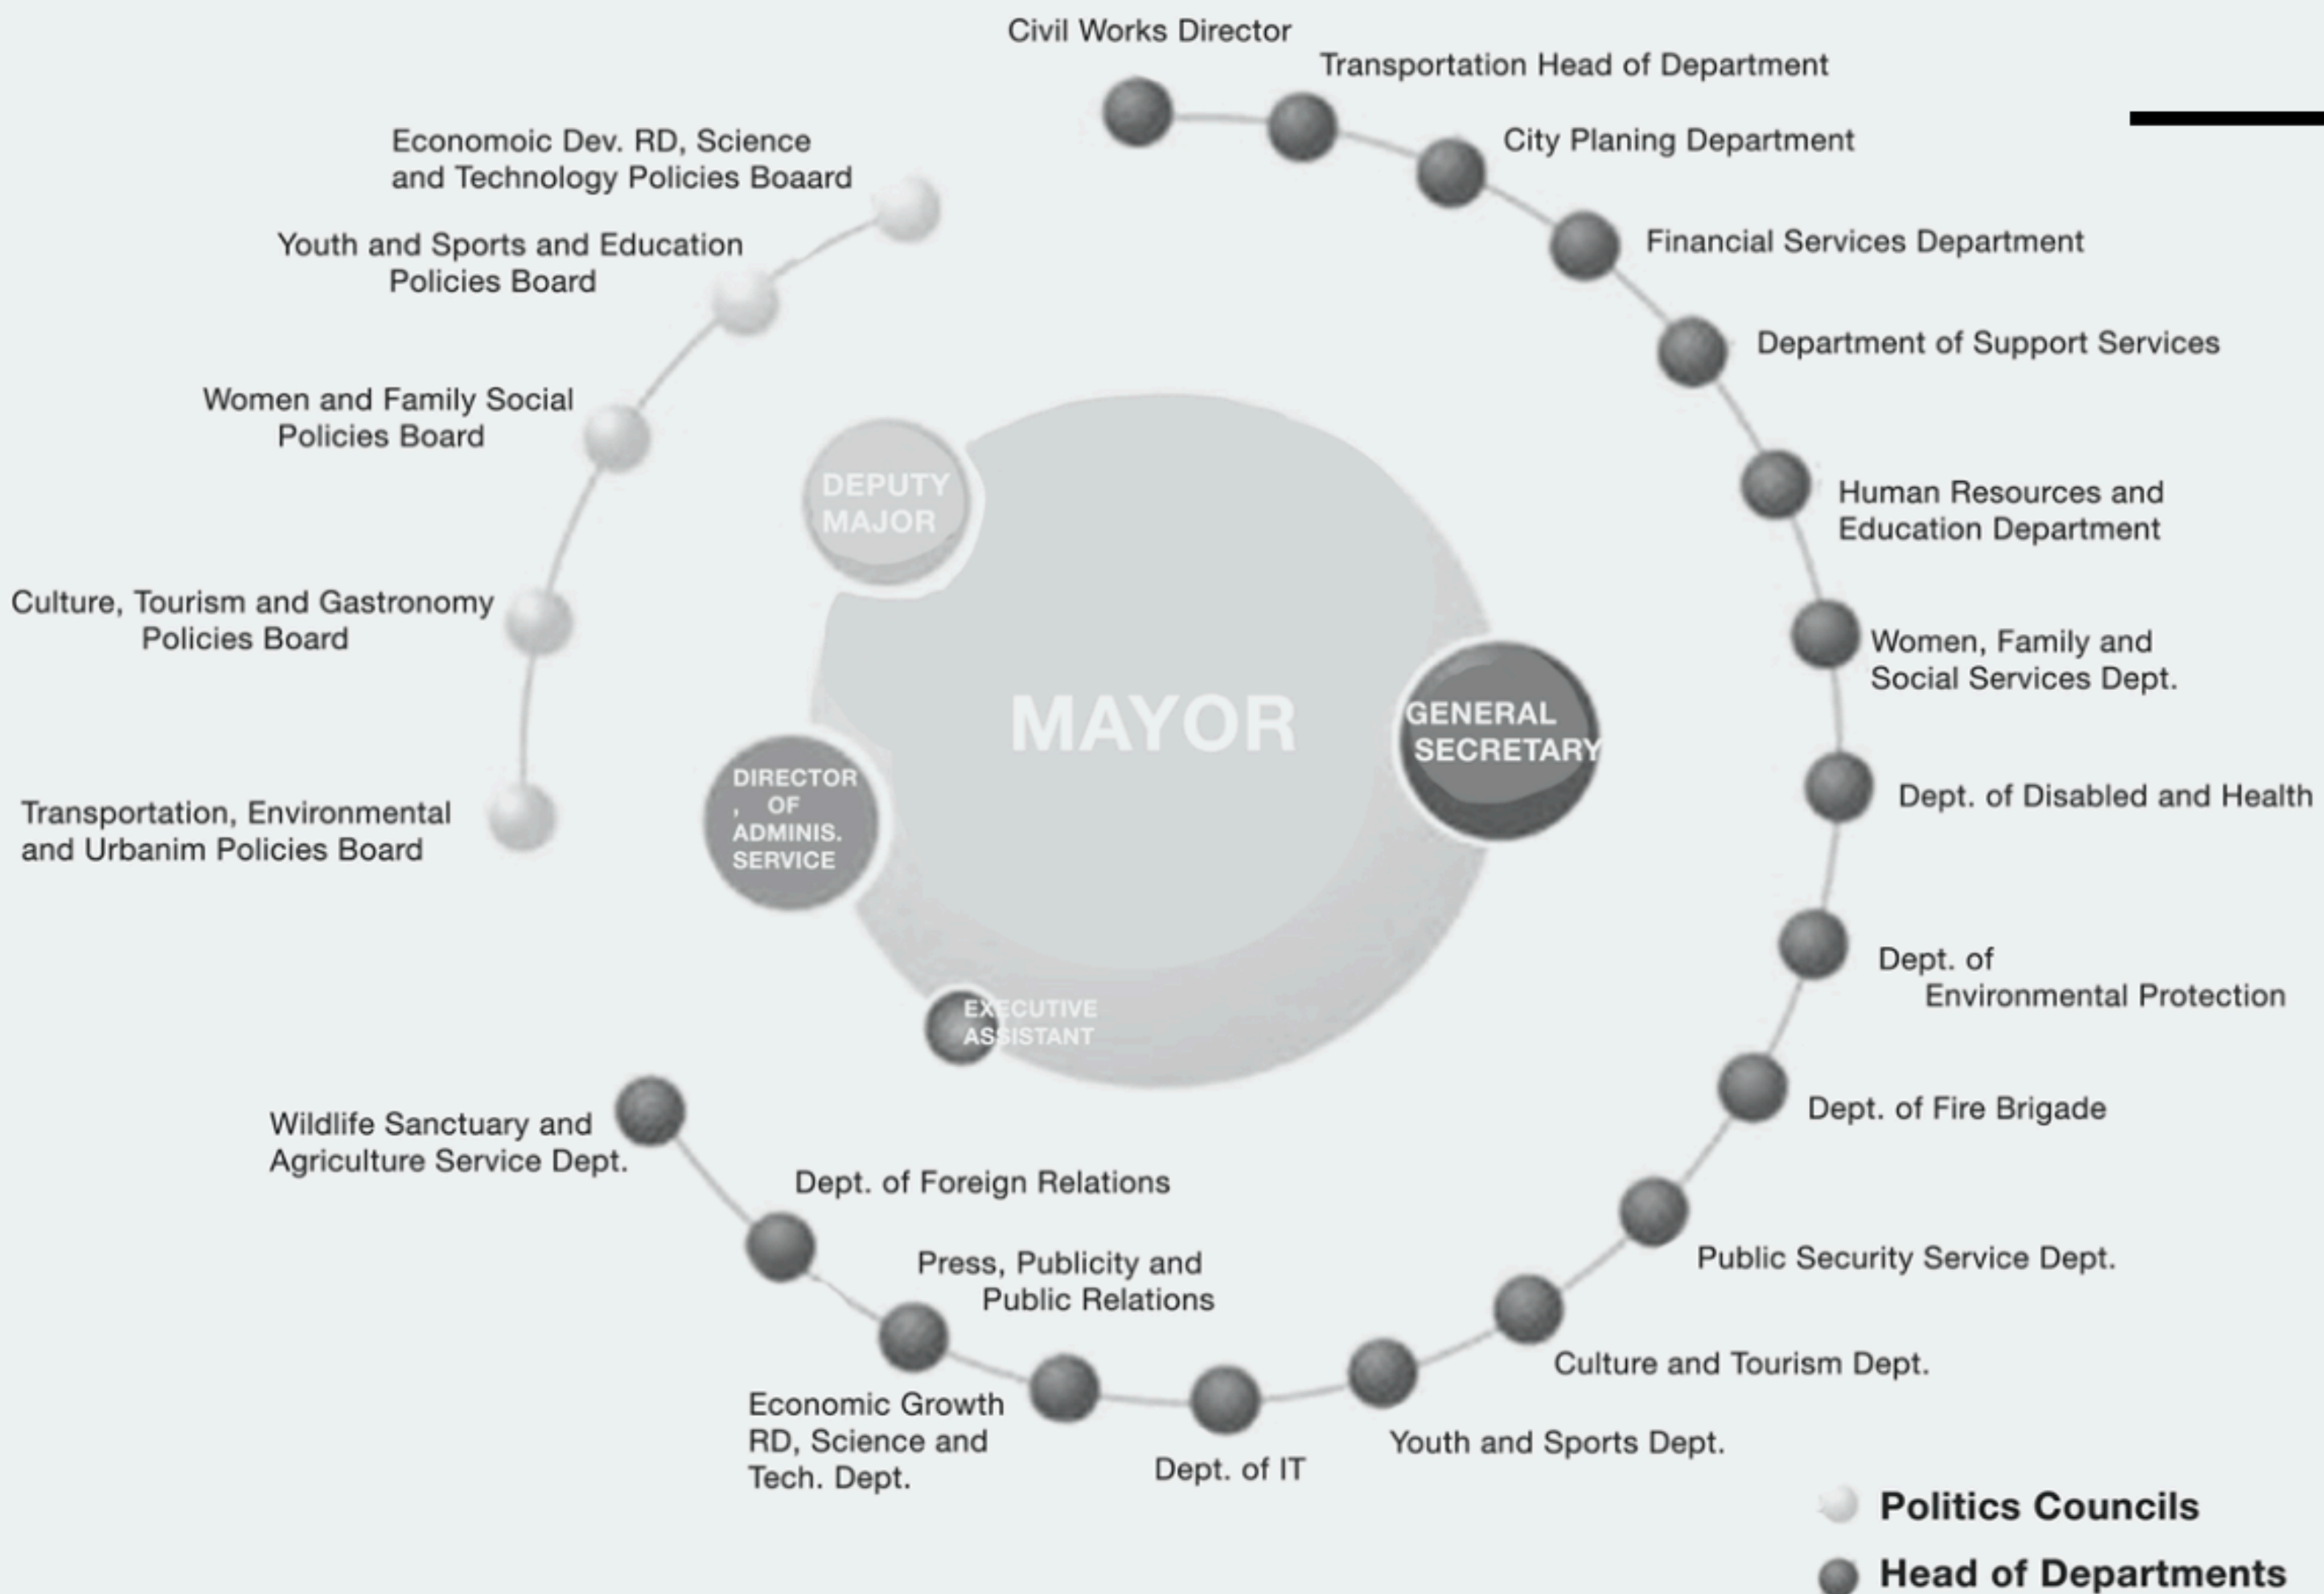 Civil Works Director
Transportation Head of Department
City Planing Department
Financial Services Department
Department of Support Services
Human Resources and
Education Department
Women, Family and
Social Services Dept.
Dept. of Disabled and Health
Dept. of
Environmental Protection
Dept. of Fire Brigade
Public Security Service Dept.
Culture and Tourism Dept.
Youth and Sports Dept.
Dept. of IT
Press, Publicity and
Public Relations
Economic Growth
RD, Science and
Tech. Dept.
Dept. of Foreign Relations
Wildlife Sanctuary and
Agriculture Service Dept.
Economoic Dev. RD, Science
and Technology Policies Boaard
Youth and Sports and Education
Policies Board
Women and Family Social
Policies Board
Culture, Tourism and Gastronomy
Policies Board
Transportation, Environmental
and Urbanim Policies Board
DEPUTY
MAJOR
MAYOR
GENERAL
SECRETARY
DIRECTOR
, OF
ADMINIS.
SERVICE
EXECUTIVE
ASSISTANT
Politics Councils
Head of Departments